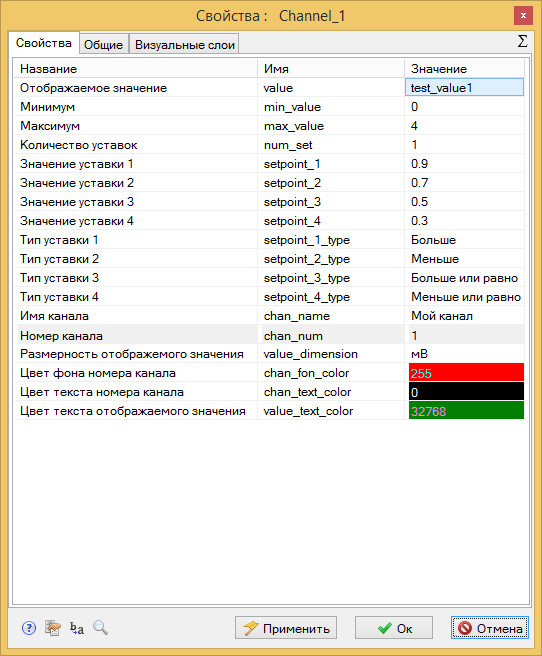 Свойства : Channel_1
x
Свойства Общие Визуальные слои Σ
Название Имя Значение
Отображаемое значение value test_value1
Минимум min_value 0
Максимум max_value 4
Количество уставок num_set 1
Значение уставки 1 setpoint_1 0.9
Значение уставки 2 setpoint_2 0.7
Значение уставки 3 setpoint_3 0.5
Значение уставки 4 setpoint_4 0.3
Тип уставки 1 setpoint_1_type Больше
Тип уставки 2 setpoint_2_type Меньше
Тип уставки 3 setpoint_3_type Больше или равно
Тип уставки 4 setpoint_4_type Меньше или равно
Имя канала chan_name Мой канал
Номер канала chan_num 1
Размерность отображемого значения value_dimension мВ
Цвет фона номера канала chan_fon_color 255
Цвет текста номера канала chan_text_color 0
Цвет текста отображаемого значения value_text_color 32768
? b a Применить Ок Отмена